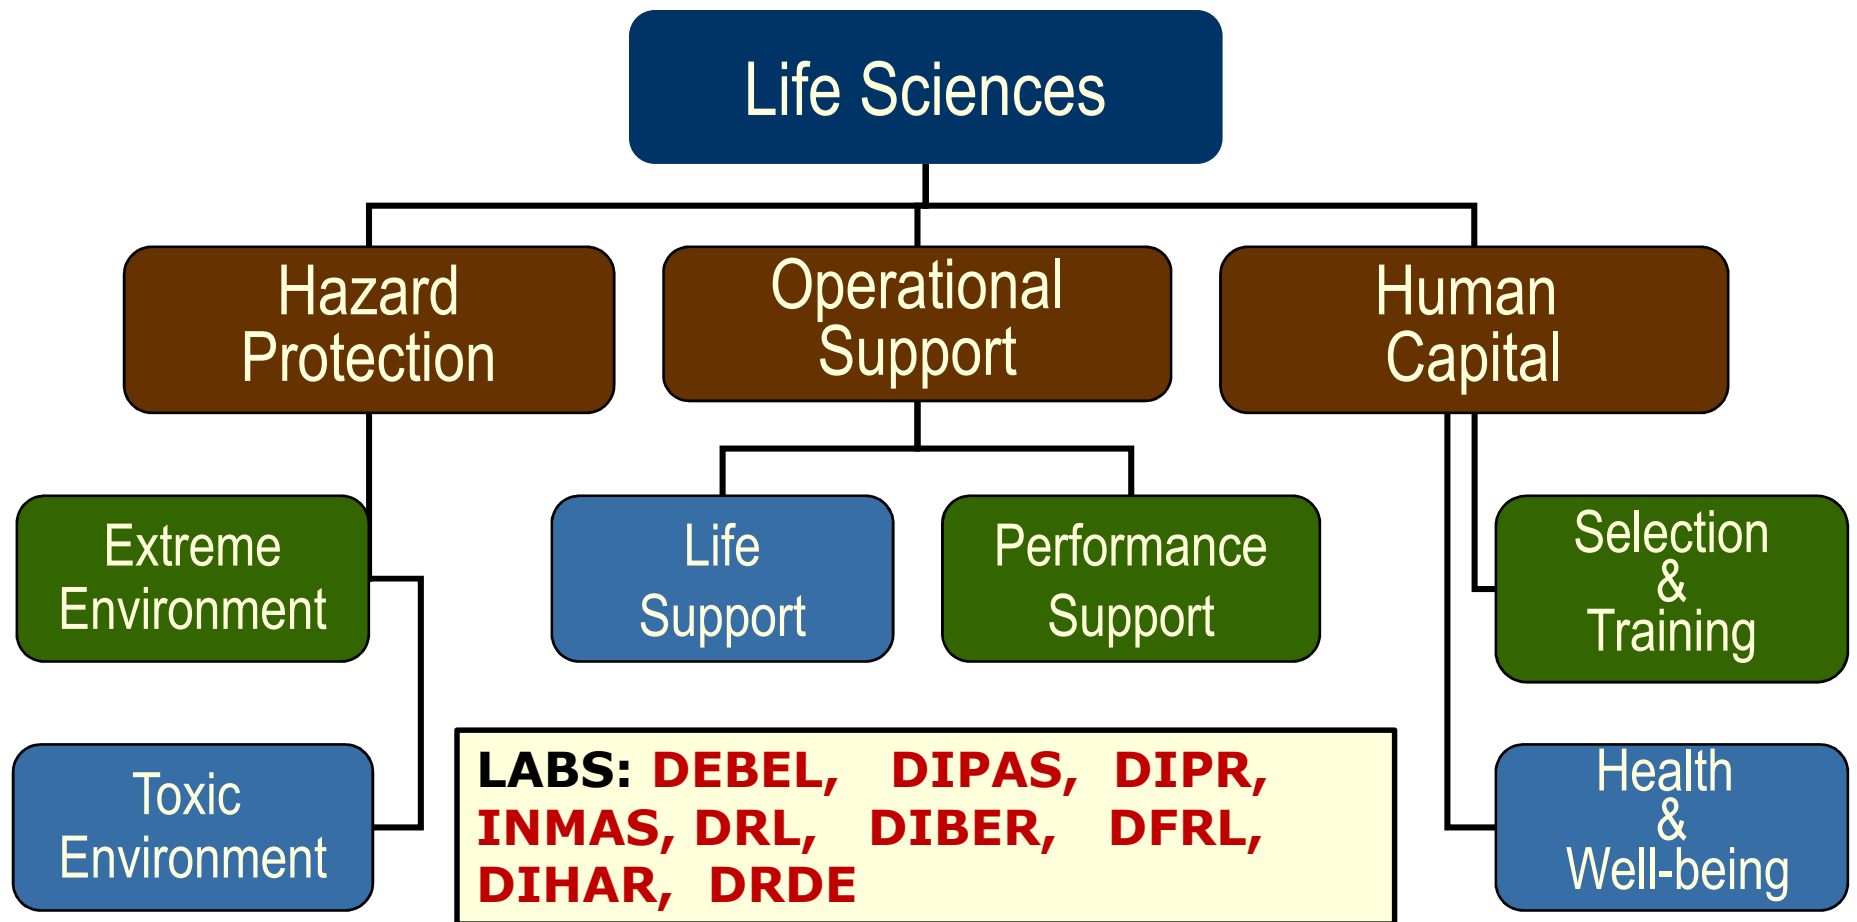 Life Sciences
Hazard
Protection
Operational
Support
Human
Capital
Extreme
Environment
Life
Support
Performance
Support
Selection
&
Training
Toxic
Environment
LABS: DEBEL, DIPAS, DIPR,
INMAS, DRL, DIBER, DFRL,
DIHAR, DRDE
Health
&
Well-being